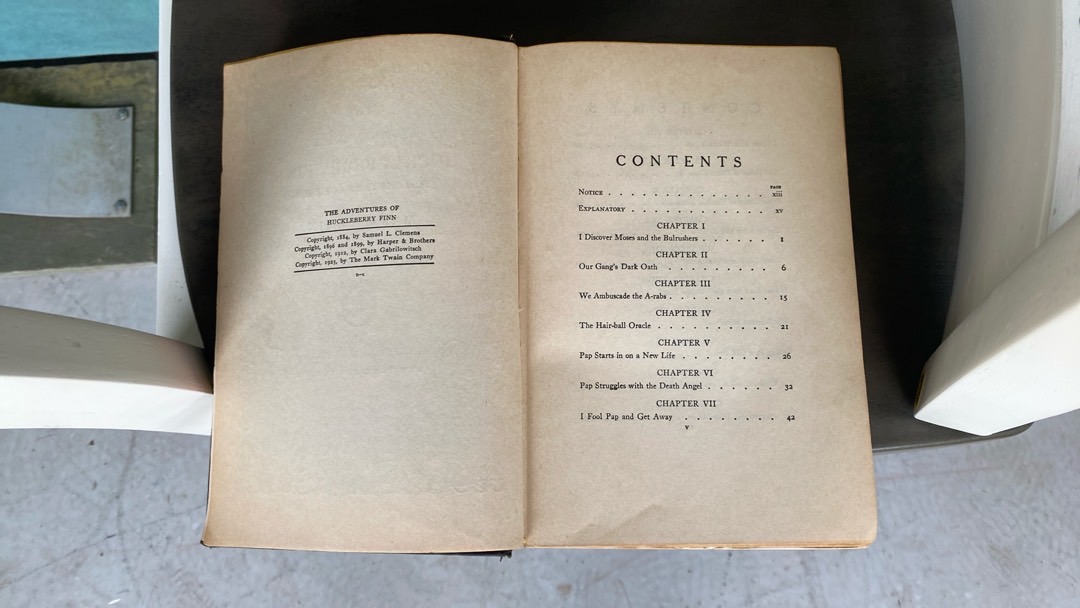 THE ADVENTURES OF
HUCKLEBERRY FINN
Copyright, 1884, by Samuel L. Clemens
Copyright, 1896 and 1899, by Harper & Brothers
Copyright, 1912, by Clara Gabrilowitsch
Copyright, 1923, by The Mark Twain Company
CONTENTS
PAGE
Notice . . . . . . . . . . . . . . xiii
Explanatory . . . . . . . . . . . . xv
CHAPTER I
I Discover Moses and the Bulrushers . . . . . . 1
CHAPTER II
Our Gang's Dark Oath . . . . . . . . . 6
CHAPTER III
We Ambuscade the A-rabs . . . . . . . . . 15
CHAPTER IV
The Hair-ball Oracle . . . . . . . . . . 21
CHAPTER V
Pap Starts in on a New Life . . . . . . . . 26
CHAPTER VI
Pap Struggles with the Death Angel . . . . . . 32
CHAPTER VII
I Fool Pap and Get Away . . . . . . . . 42
v